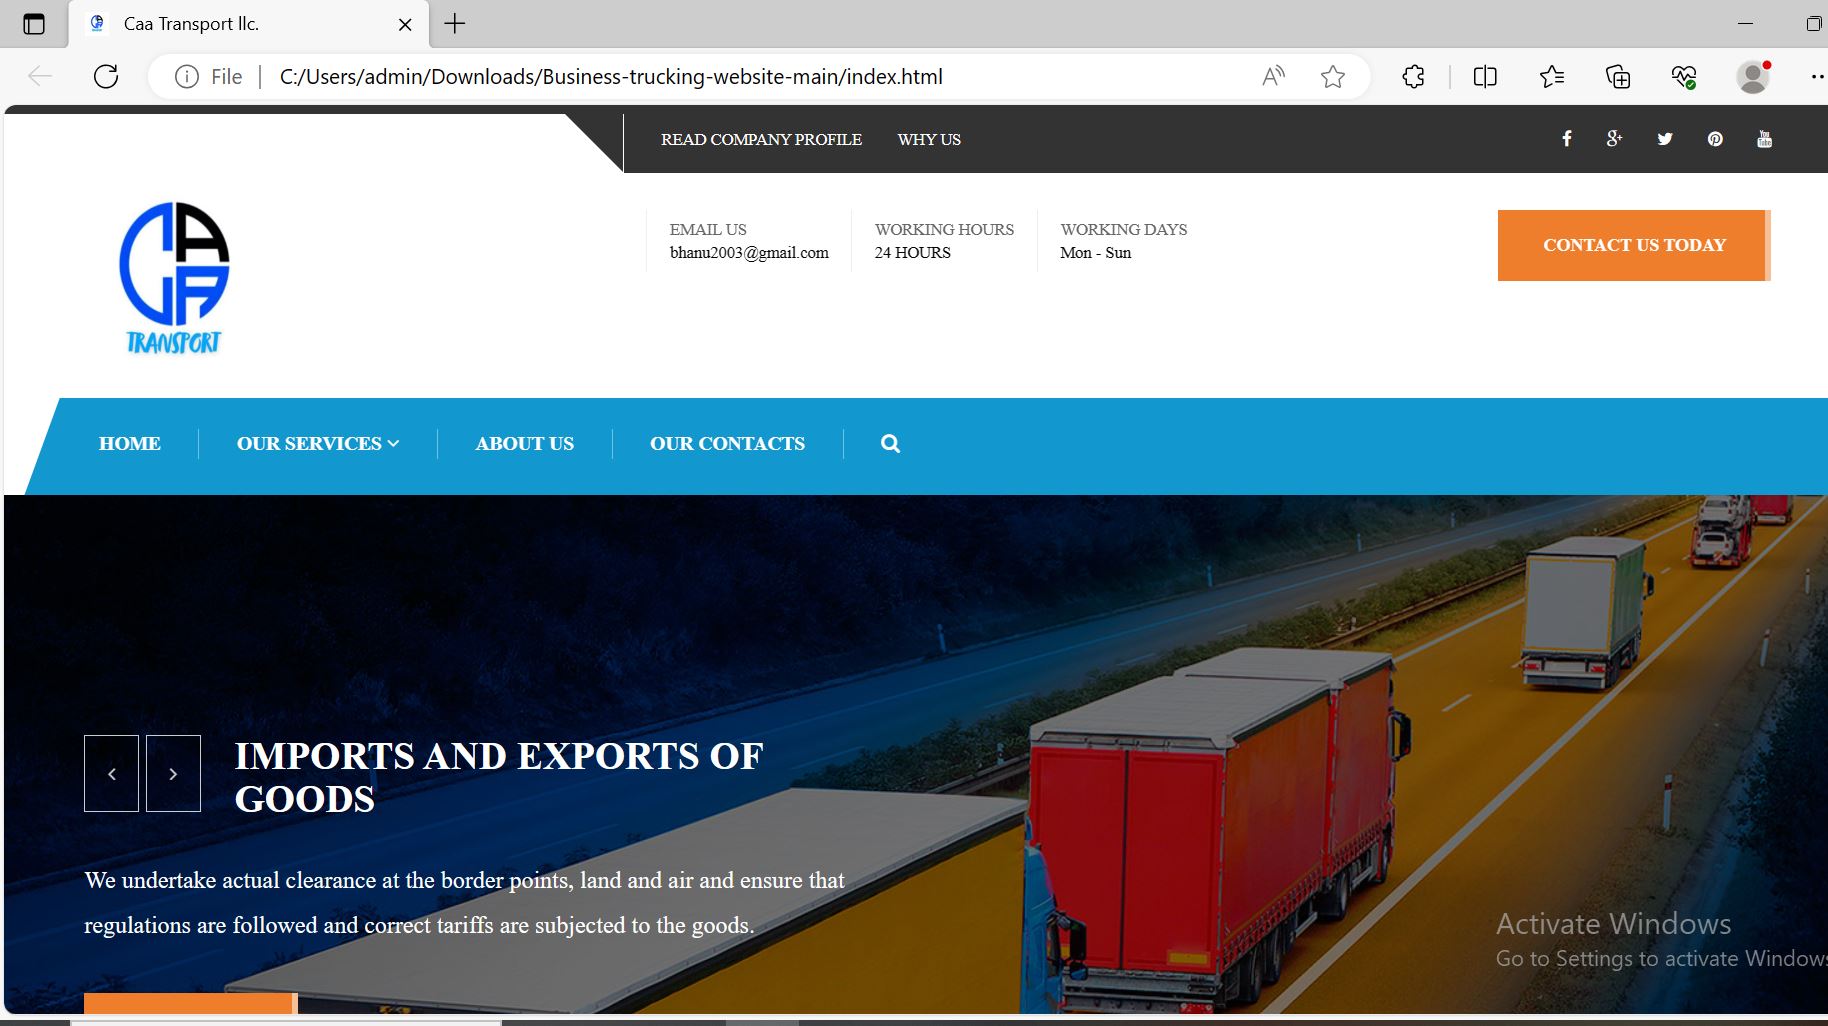 Caa Transport llc.
File
C:/Users/admin/Downloads/Business-trucking-website-main/index.html
READ COMPANY PROFILE WHY US
CAA
TRANSPORT
EMAIL US
bhanu2003@gmail.com
WORKING HOURS
24 HOURS
WORKING DAYS
Mon - Sun
CONTACT US TODAY
HOME OUR SERVICES ABOUT US OUR CONTACTS
IMPORTS AND EXPORTS OF
GOODS
We undertake actual clearance at the border points, land and air and ensure that
regulations are followed and correct tariffs are subjected to the goods.
Activate Windows
Go to Settings to activate Windows